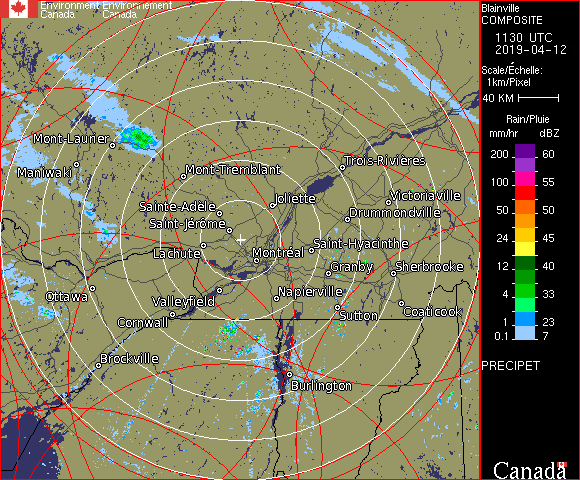 Environment Environnement
Canada Canada
Blainville
COMPOSITE
1130 UTC
2019-04-12
Scale/Échelle:
1km/Pixel
40 KM
Rain/Pluie
mm/hr dBZ
200 60
100 55
50 50
24 45
12 40
4 33
1 23
0.1 7
PRECIPET
Canada
Mont-Laurier
Maniwaki
Mont-Tremblant
Trois-Rivières
Sainte-Adèle
Joliette
Victoriaville
Drummondville
Saint-Jérôme
Lachute
Montréal
Saint-Hyacinthe
Granby
Sherbrooke
Ottawa
Valleyfield
Napierville
Cornwall
Sutton
Coaticook
Brockville
Burlington